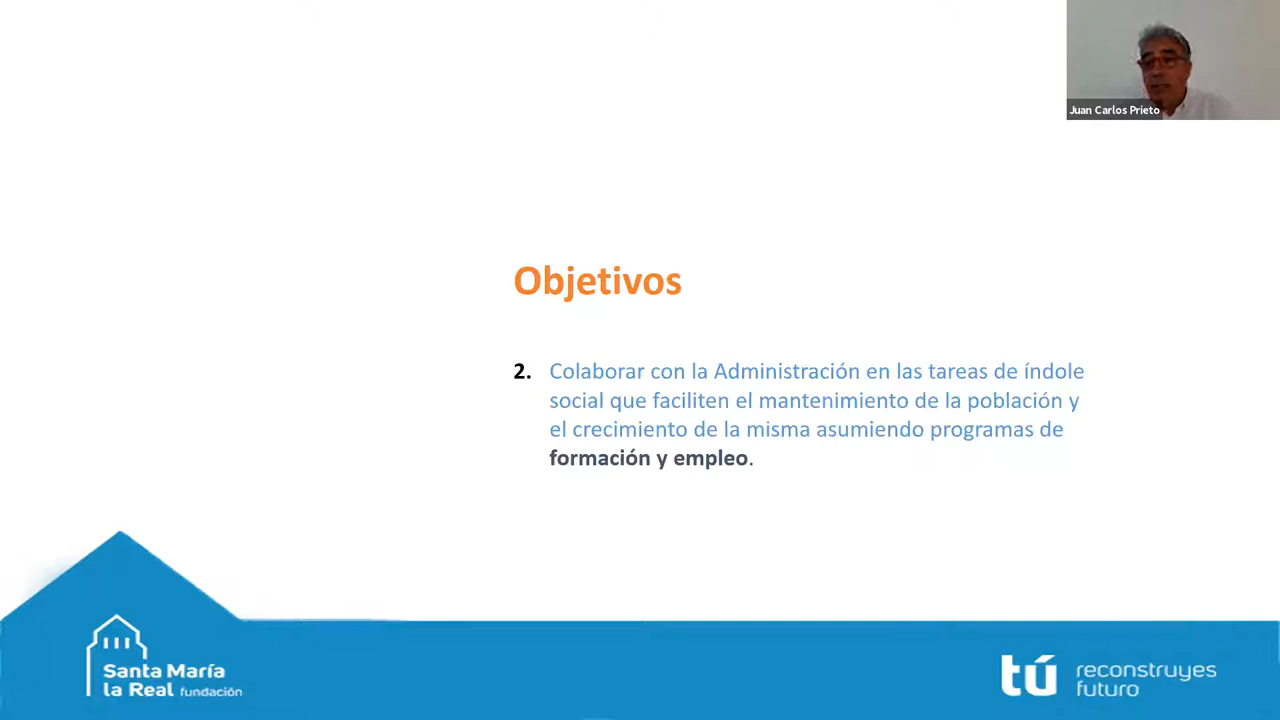 Juan Carlos Prieto
Objetivos
2. Colaborar con la Administración en las tareas de índole
social que faciliten el mantenimiento de la población y
el crecimiento de la misma asumiendo programas de
formación y empleo.
Santa María
la Real fundación
tú reconstruyes
futuro